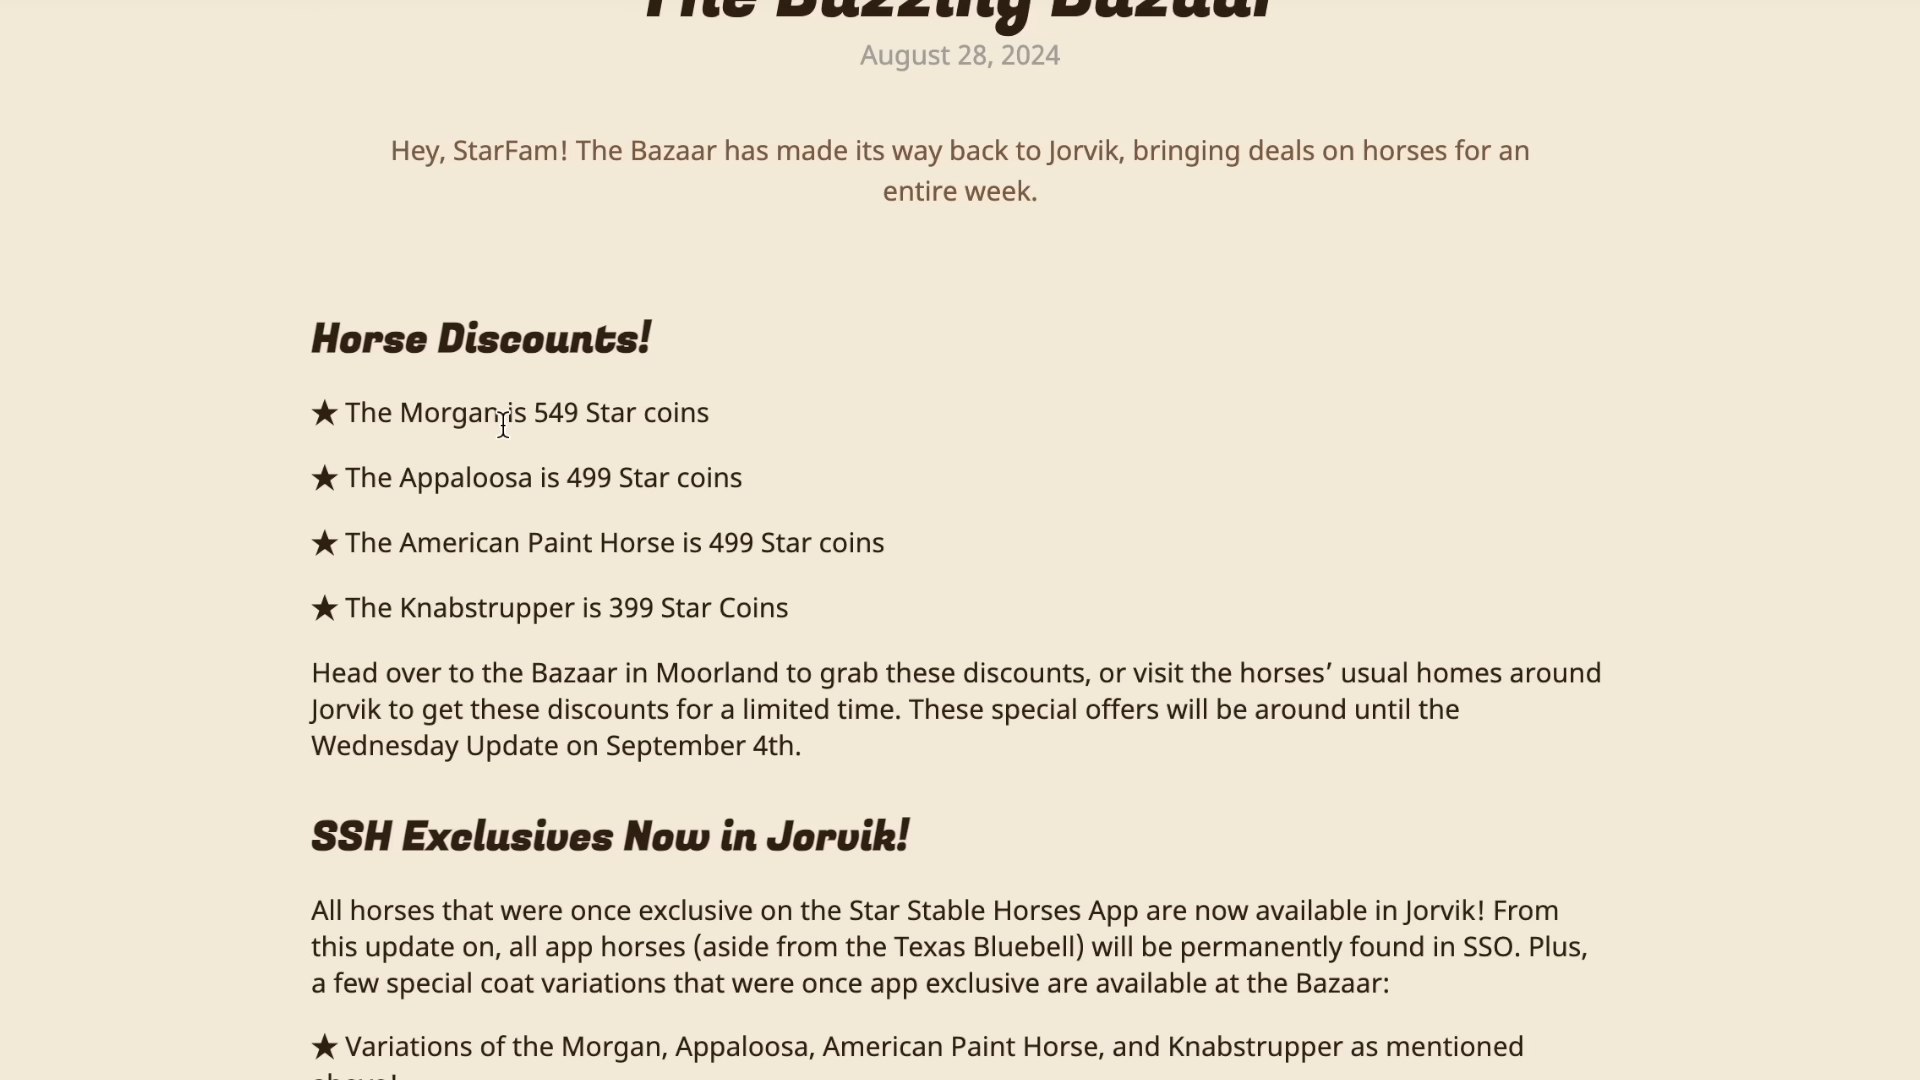 The Buzzling Bazaar
August 28, 2024
Hey, StarFam! The Bazaar has made its way back to Jorvik, bringing deals on horses for an
entire week.
Horse Discounts!
★ The Morgan is 549 Star coins
★ The Appaloosa is 499 Star coins
★ The American Paint Horse is 499 Star coins
★ The Knabstrupper is 399 Star Coins
Head over to the Bazaar in Moorland to grab these discounts, or visit the horses’ usual homes around
Jorvik to get these discounts for a limited time. These special offers will be around until the
Wednesday Update on September 4th.
SSH Exclusives Now in Jorvik!
All horses that were once exclusive on the Star Stable Horses App are now available in Jorvik! From
this update on, all app horses (aside from the Texas Bluebell) will be permanently found in SSO. Plus,
a few special coat variations that were once app exclusive are available at the Bazaar:
★ Variations of the Morgan, Appaloosa, American Paint Horse, and Knabstrupper as mentioned
above!